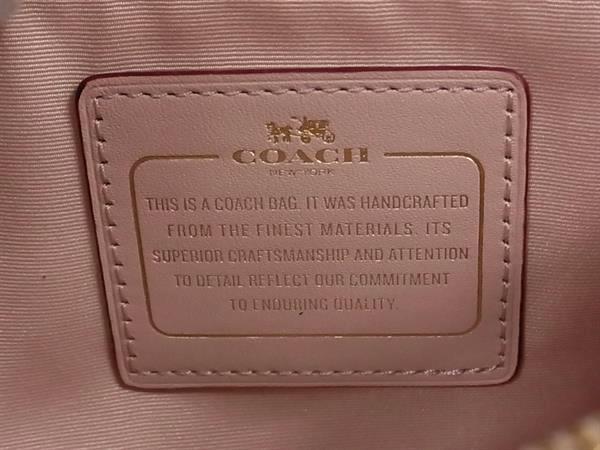 COACH
NEW YORK
THIS IS A COACH BAG. IT WAS HANDCRAFTED
FROM THE FINEST MATERIALS. ITS
SUPERIOR CRAFTSMANSHIP AND ATTENTION
TO DETAIL REFLECT OUR COMMITMENT
TO ENDURING QUALITY.